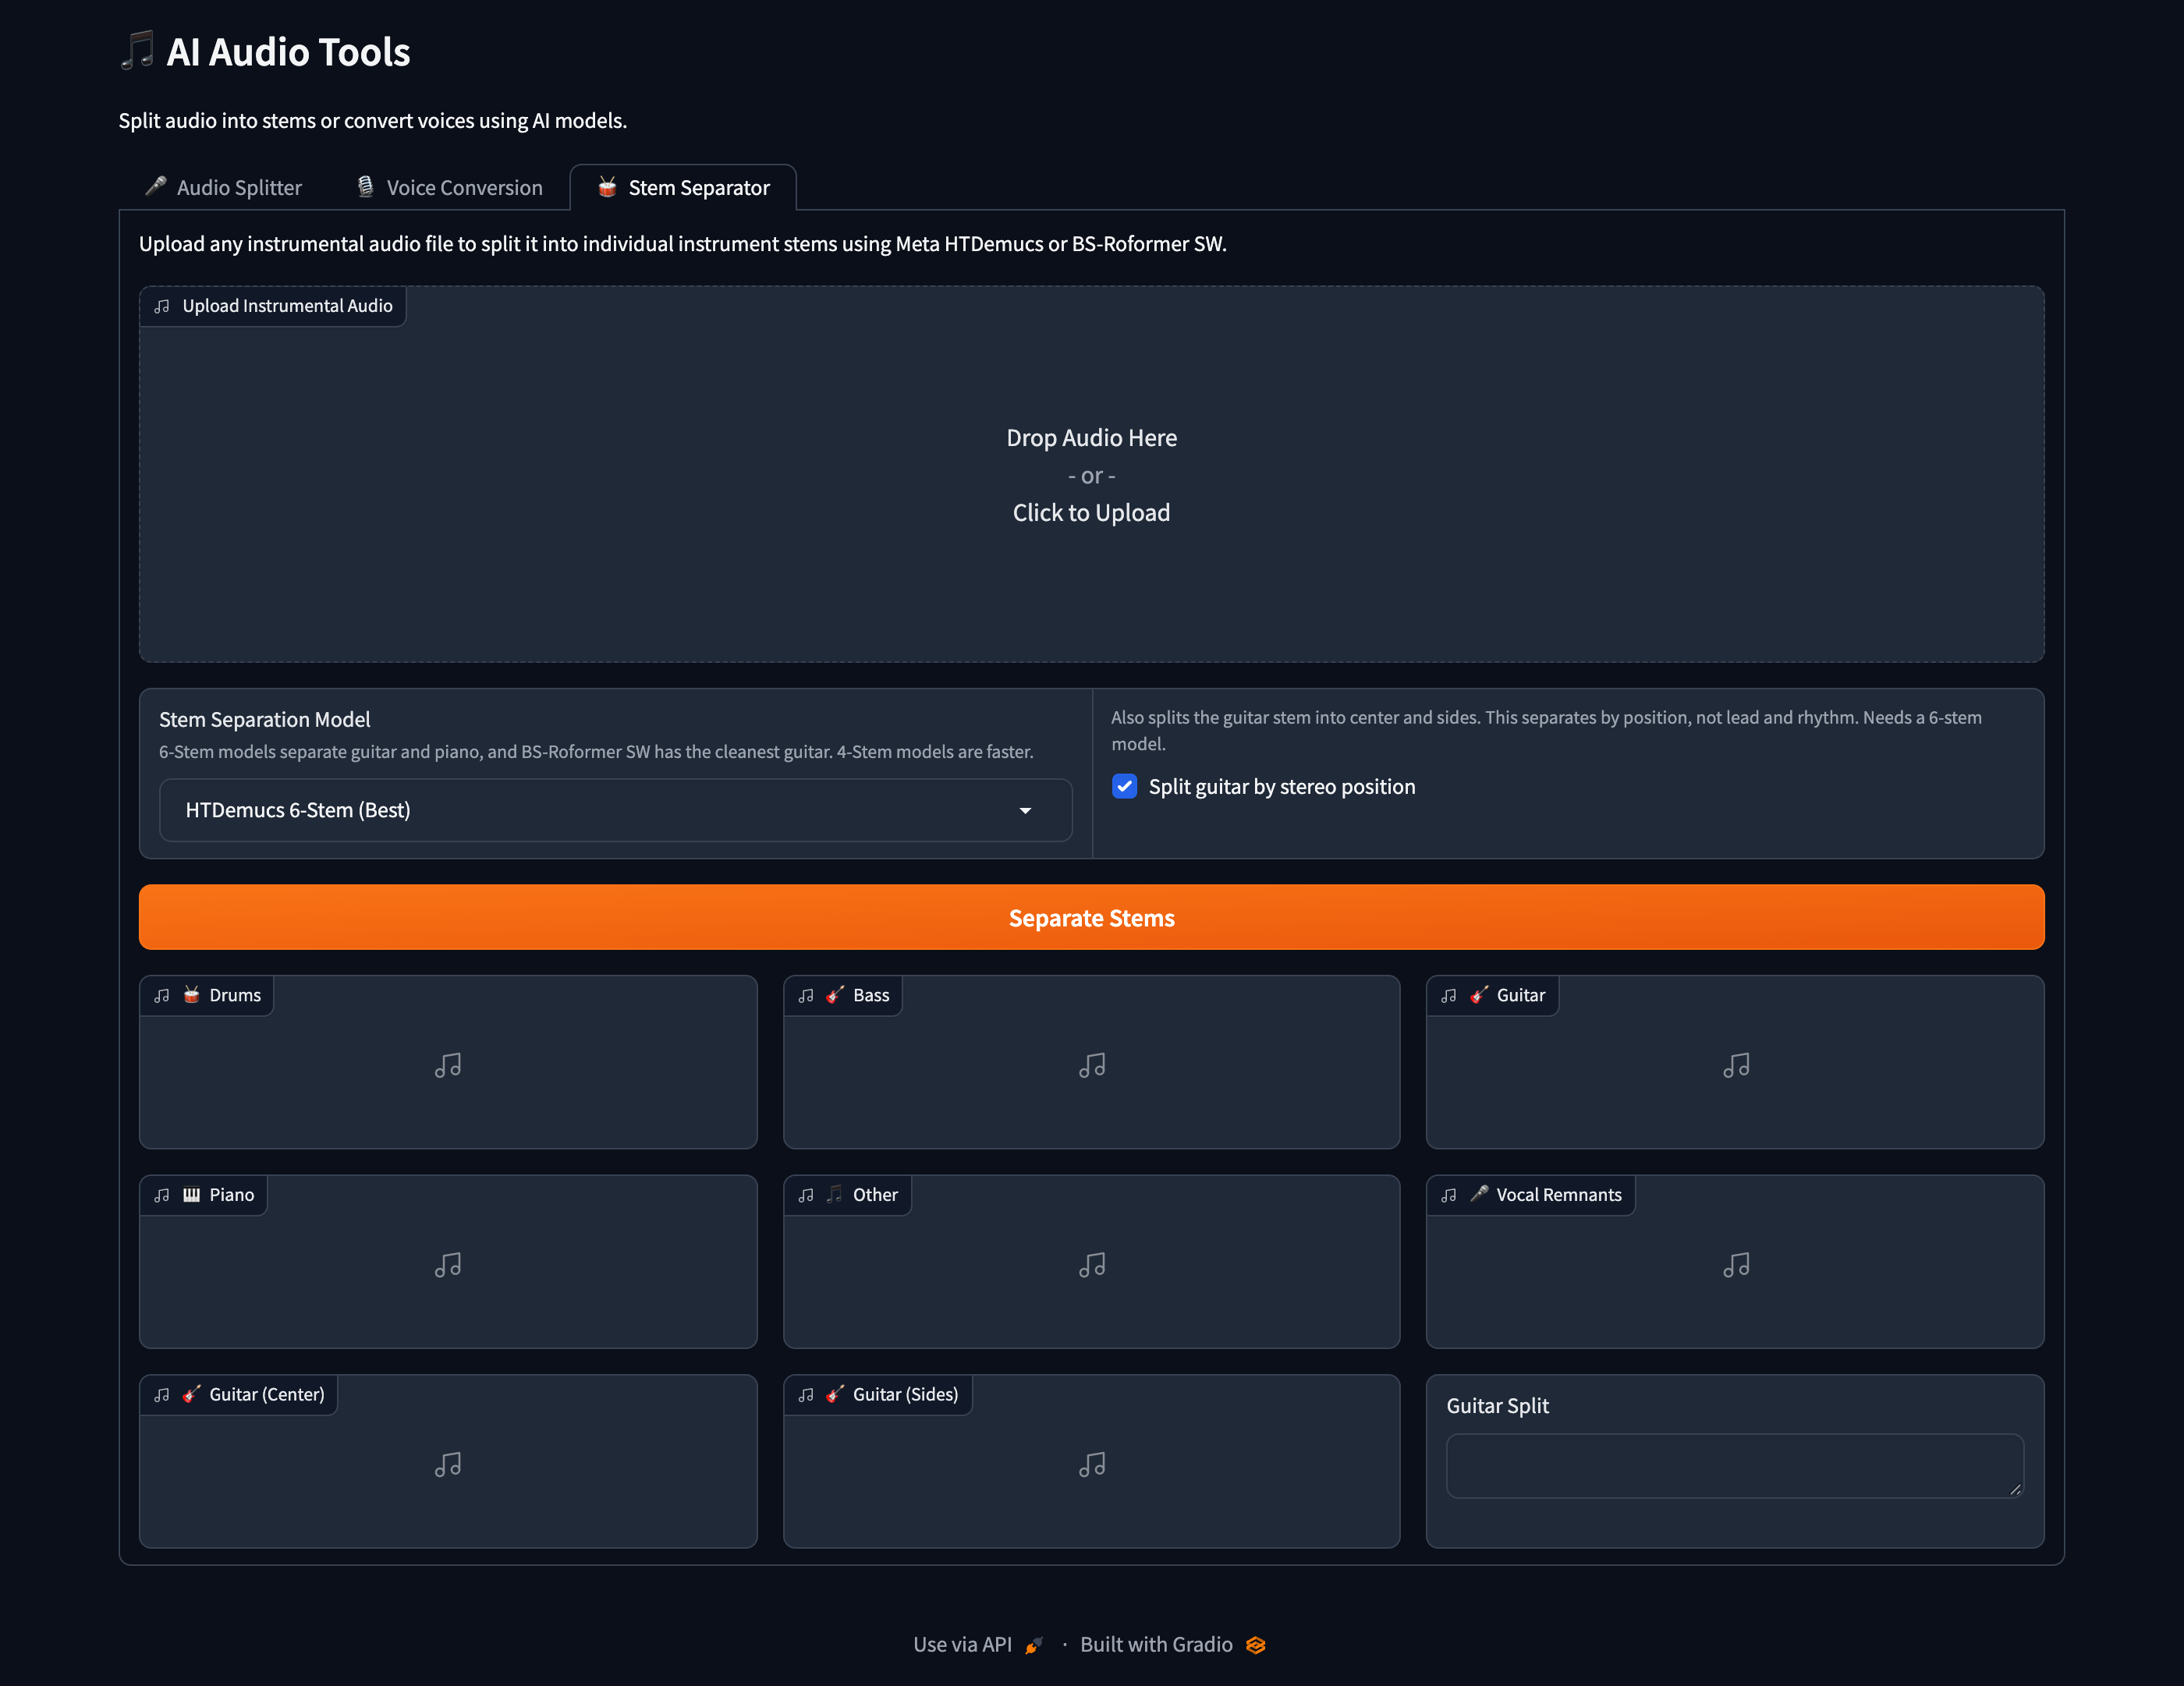 AI Audio Tools
Split audio into stems or convert voices using AI models.
Audio Splitter
Voice Conversion
Stem Separator
Upload any instrumental audio file to split it into individual instrument stems using Meta HTDemucs or BS-Roformer SW.
Upload Instrumental Audio
Drop Audio Here
- or -
Click to Upload
Stem Separation Model
6-Stem models separate guitar and piano, and BS-Roformer SW has the cleanest guitar. 4-Stem models are faster.
HTDemucs 6-Stem (Best)
Also splits the guitar stem into center and sides. This separates by position, not lead and rhythm. Needs a 6-stem
model.
Split guitar by stereo position
Separate Stems
Drums
Bass
Guitar
Piano
Other
Vocal Remnants
Guitar (Center)
Guitar (Sides)
Guitar Split
Use via API · Built with Gradio